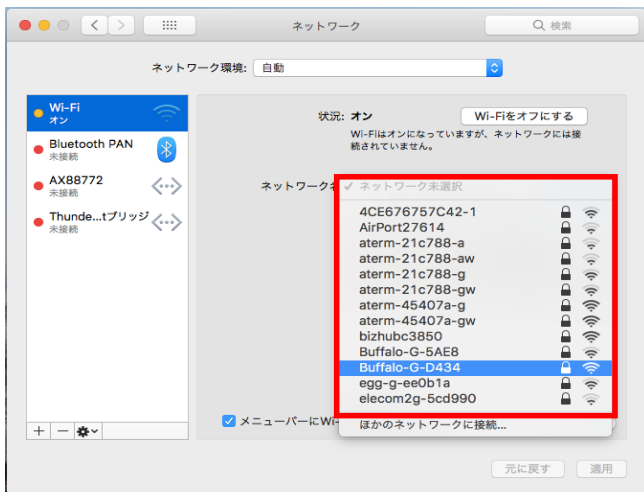 ネットワーク
検索
ネットワーク環境: 自動
Wi-Fi
オン
Bluetooth PAN
未接続
AX88772
未接続
Thunde...tブリッジ
未接続
状況: オン
Wi-Fiをオフにする
Wi-Fiはオンになっていますが、ネットワークには接
続されていません。
ネットワーク
✓ ネットワーク未選択
4CE676757C42-1
AirPort27614
aterm-21c788-a
aterm-21c788-aw
aterm-21c788-g
aterm-21c788-gw
aterm-45407a-g
aterm-45407a-gw
bizhubc3850
Buffalo-G-5AE8
Buffalo-G-D434
egg-g-ee0b1a
elecom2g-5cd990
ほかのネットワークに接続...
メニューバーにWi-
元に戻す
適用